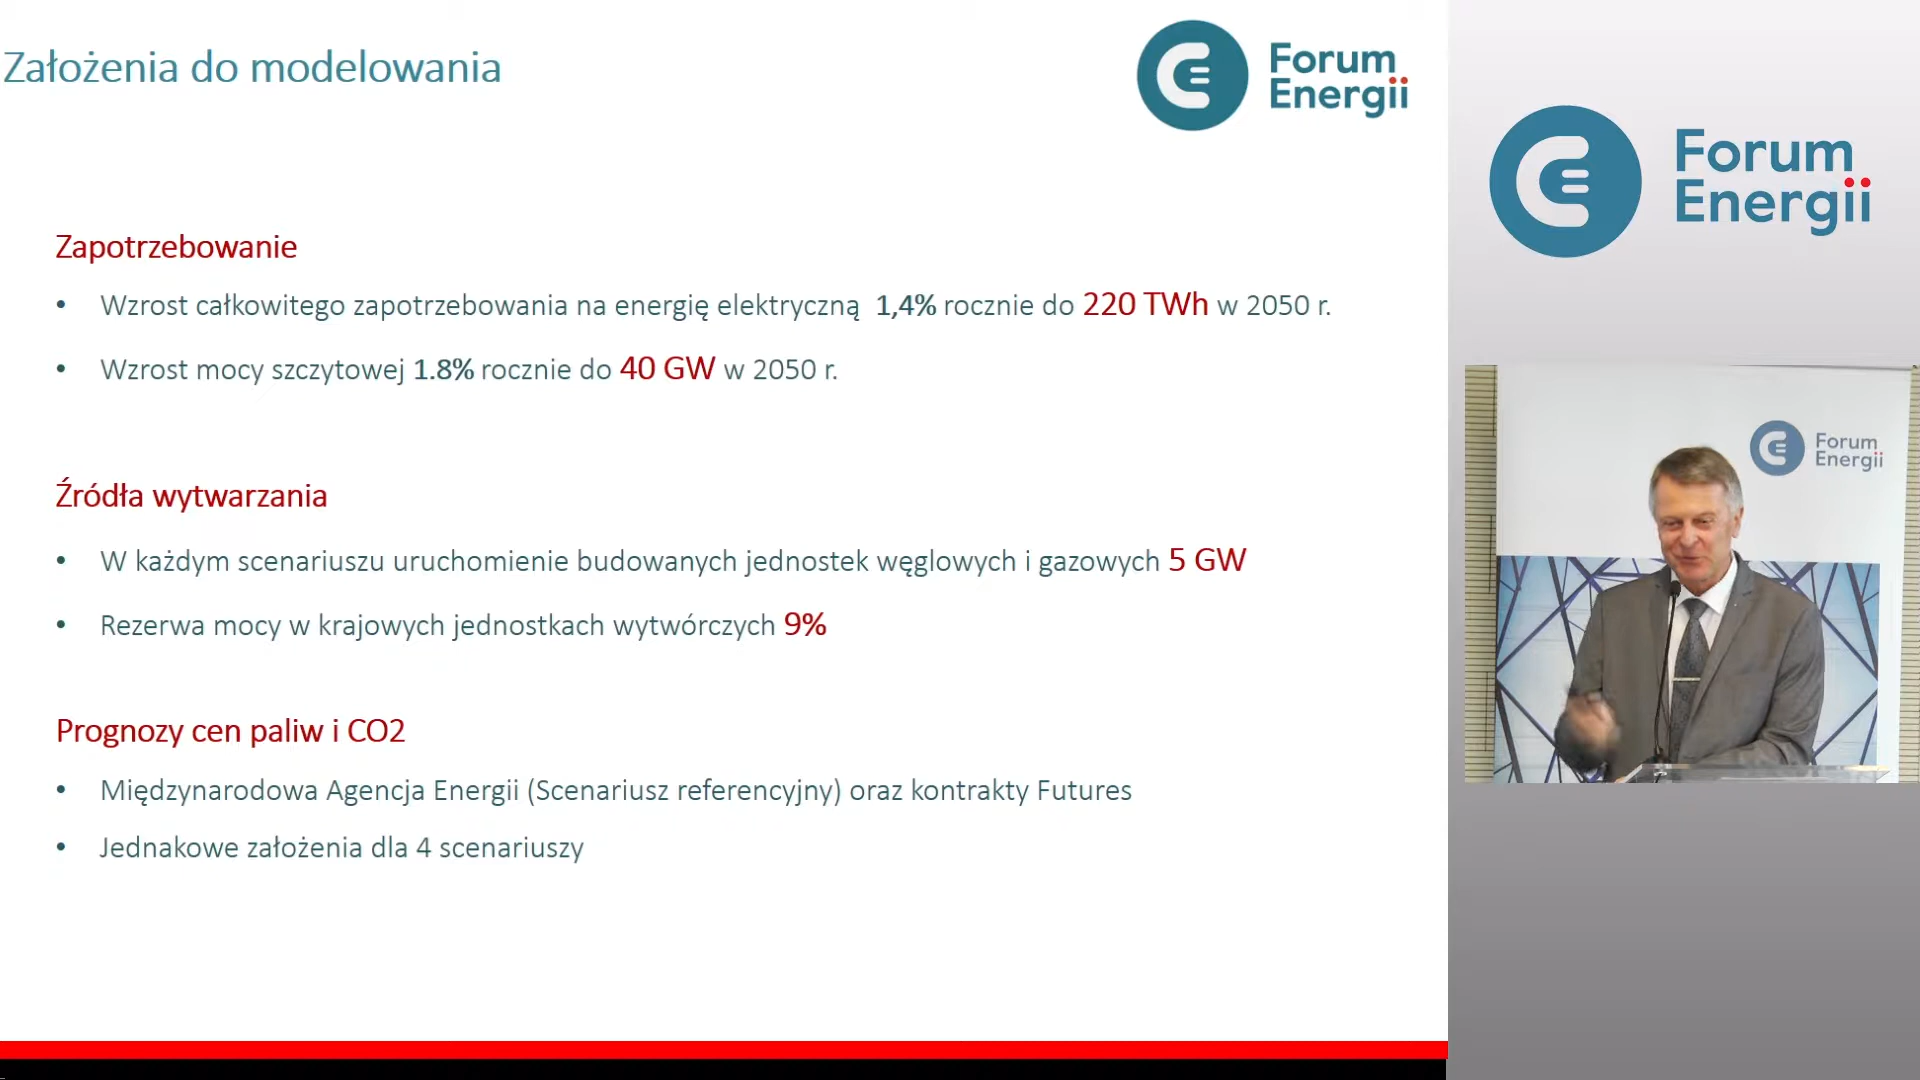 Założenia do modelowania
Forum
Energii
Zapotrzebowanie
• Wzrost całkowitego zapotrzebowania na energię elektryczną 1,4% rocznie do 220 TWh w 2050 r.
• Wzrost mocy szczytowej 1.8% rocznie do 40 GW w 2050 r.
Źródła wytwarzania
• W każdym scenariuszu uruchomienie budowanych jednostek węglowych i gazowych 5 GW
• Rezerwa mocy w krajowych jednostkach wytwórczych 9%
Prognozy cen paliw i CO2
• Międzynarodowa Agencja Energii (Scenariusz referencyjny) oraz kontrakty Futures
• Jednakowe założenia dla 4 scenariuszy
Forum
Energii
Forum
Energii